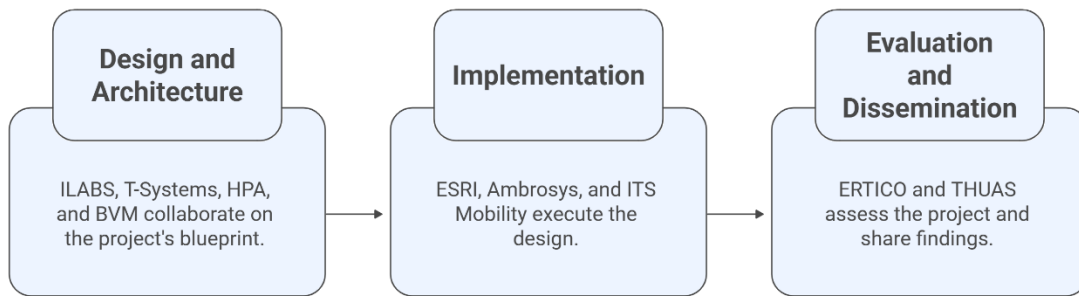 Design and
Architecture
ILABS, T-Systems, HPA,
and BVM collaborate on
the project's blueprint.
Implementation
ESRI, Ambrosys, and ITS
Mobility execute the
design.
Evaluation
and
Dissemination
ERTICO and THUAS
assess the project and
share findings.